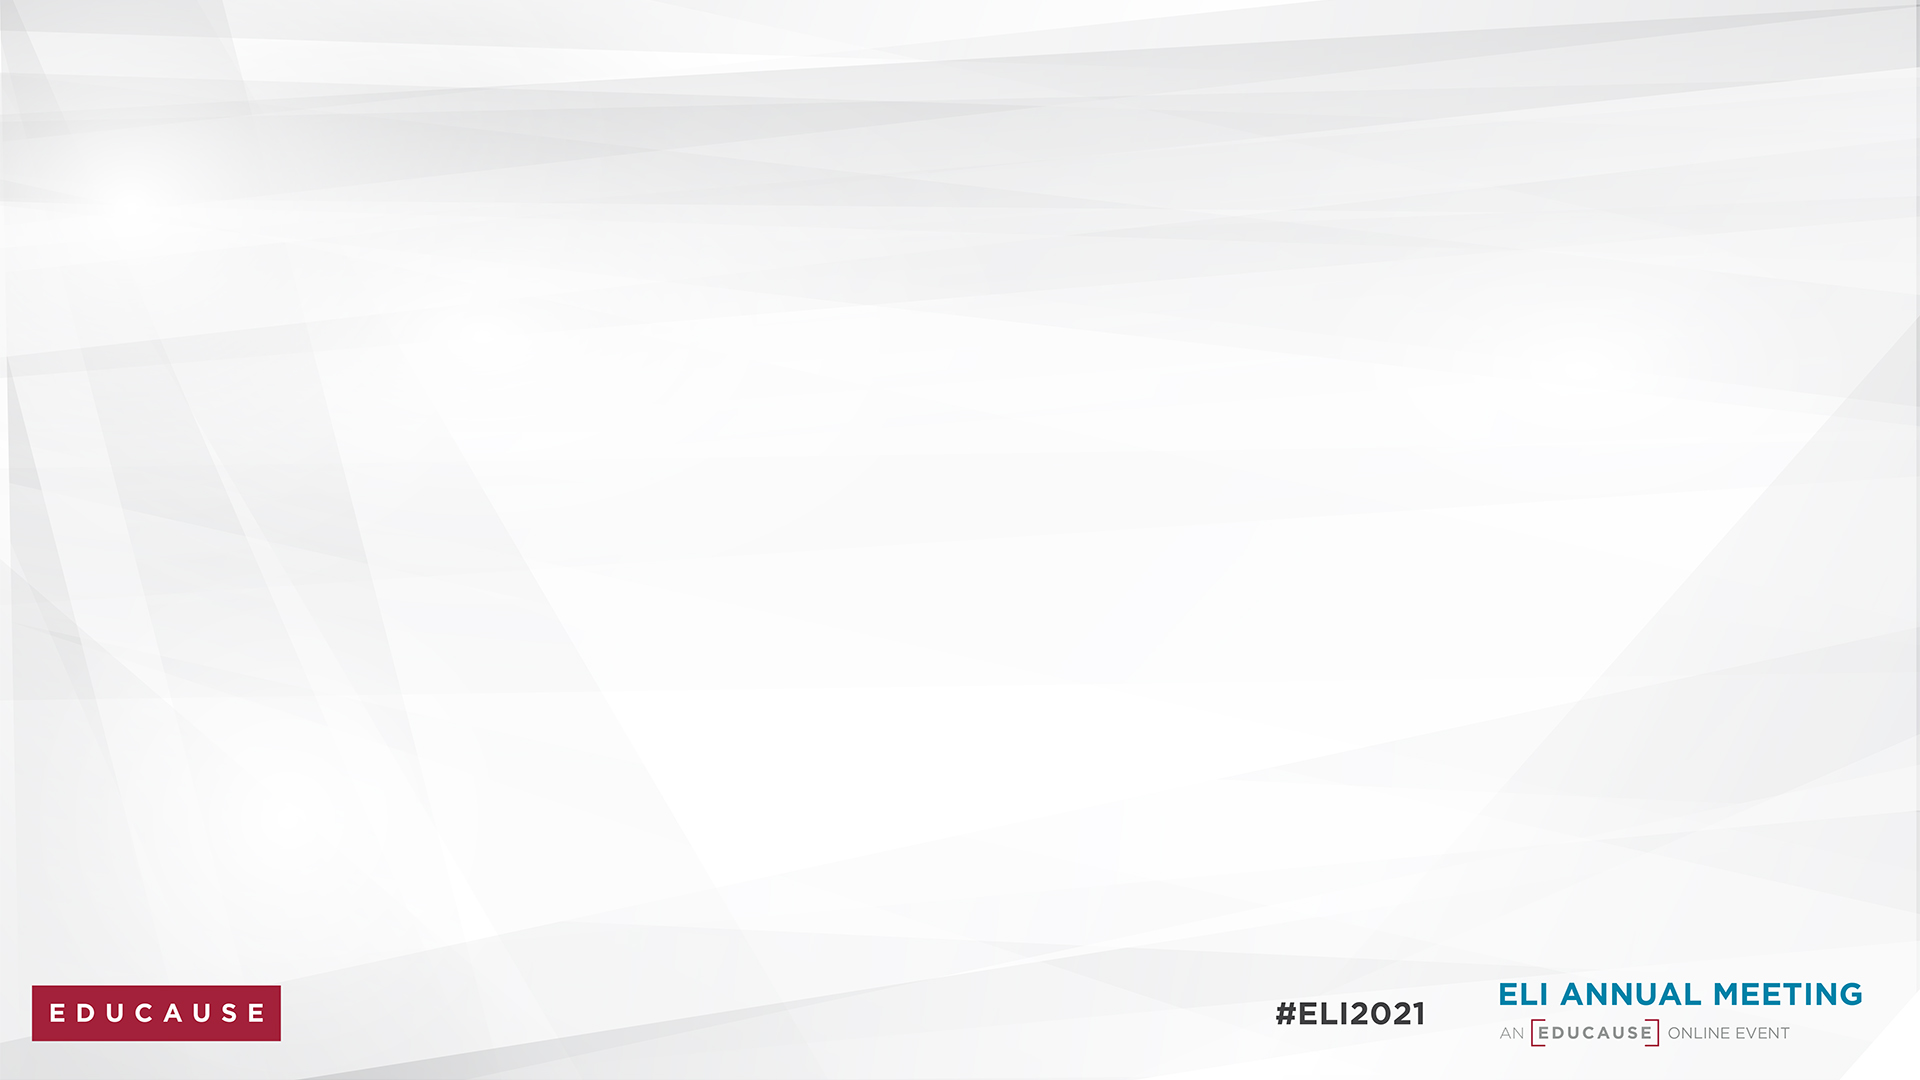 EDUCAUSE
#ELI2021
ELI ANNUAL MEETING
AN [EDUCAUSE] ONLINE EVENT